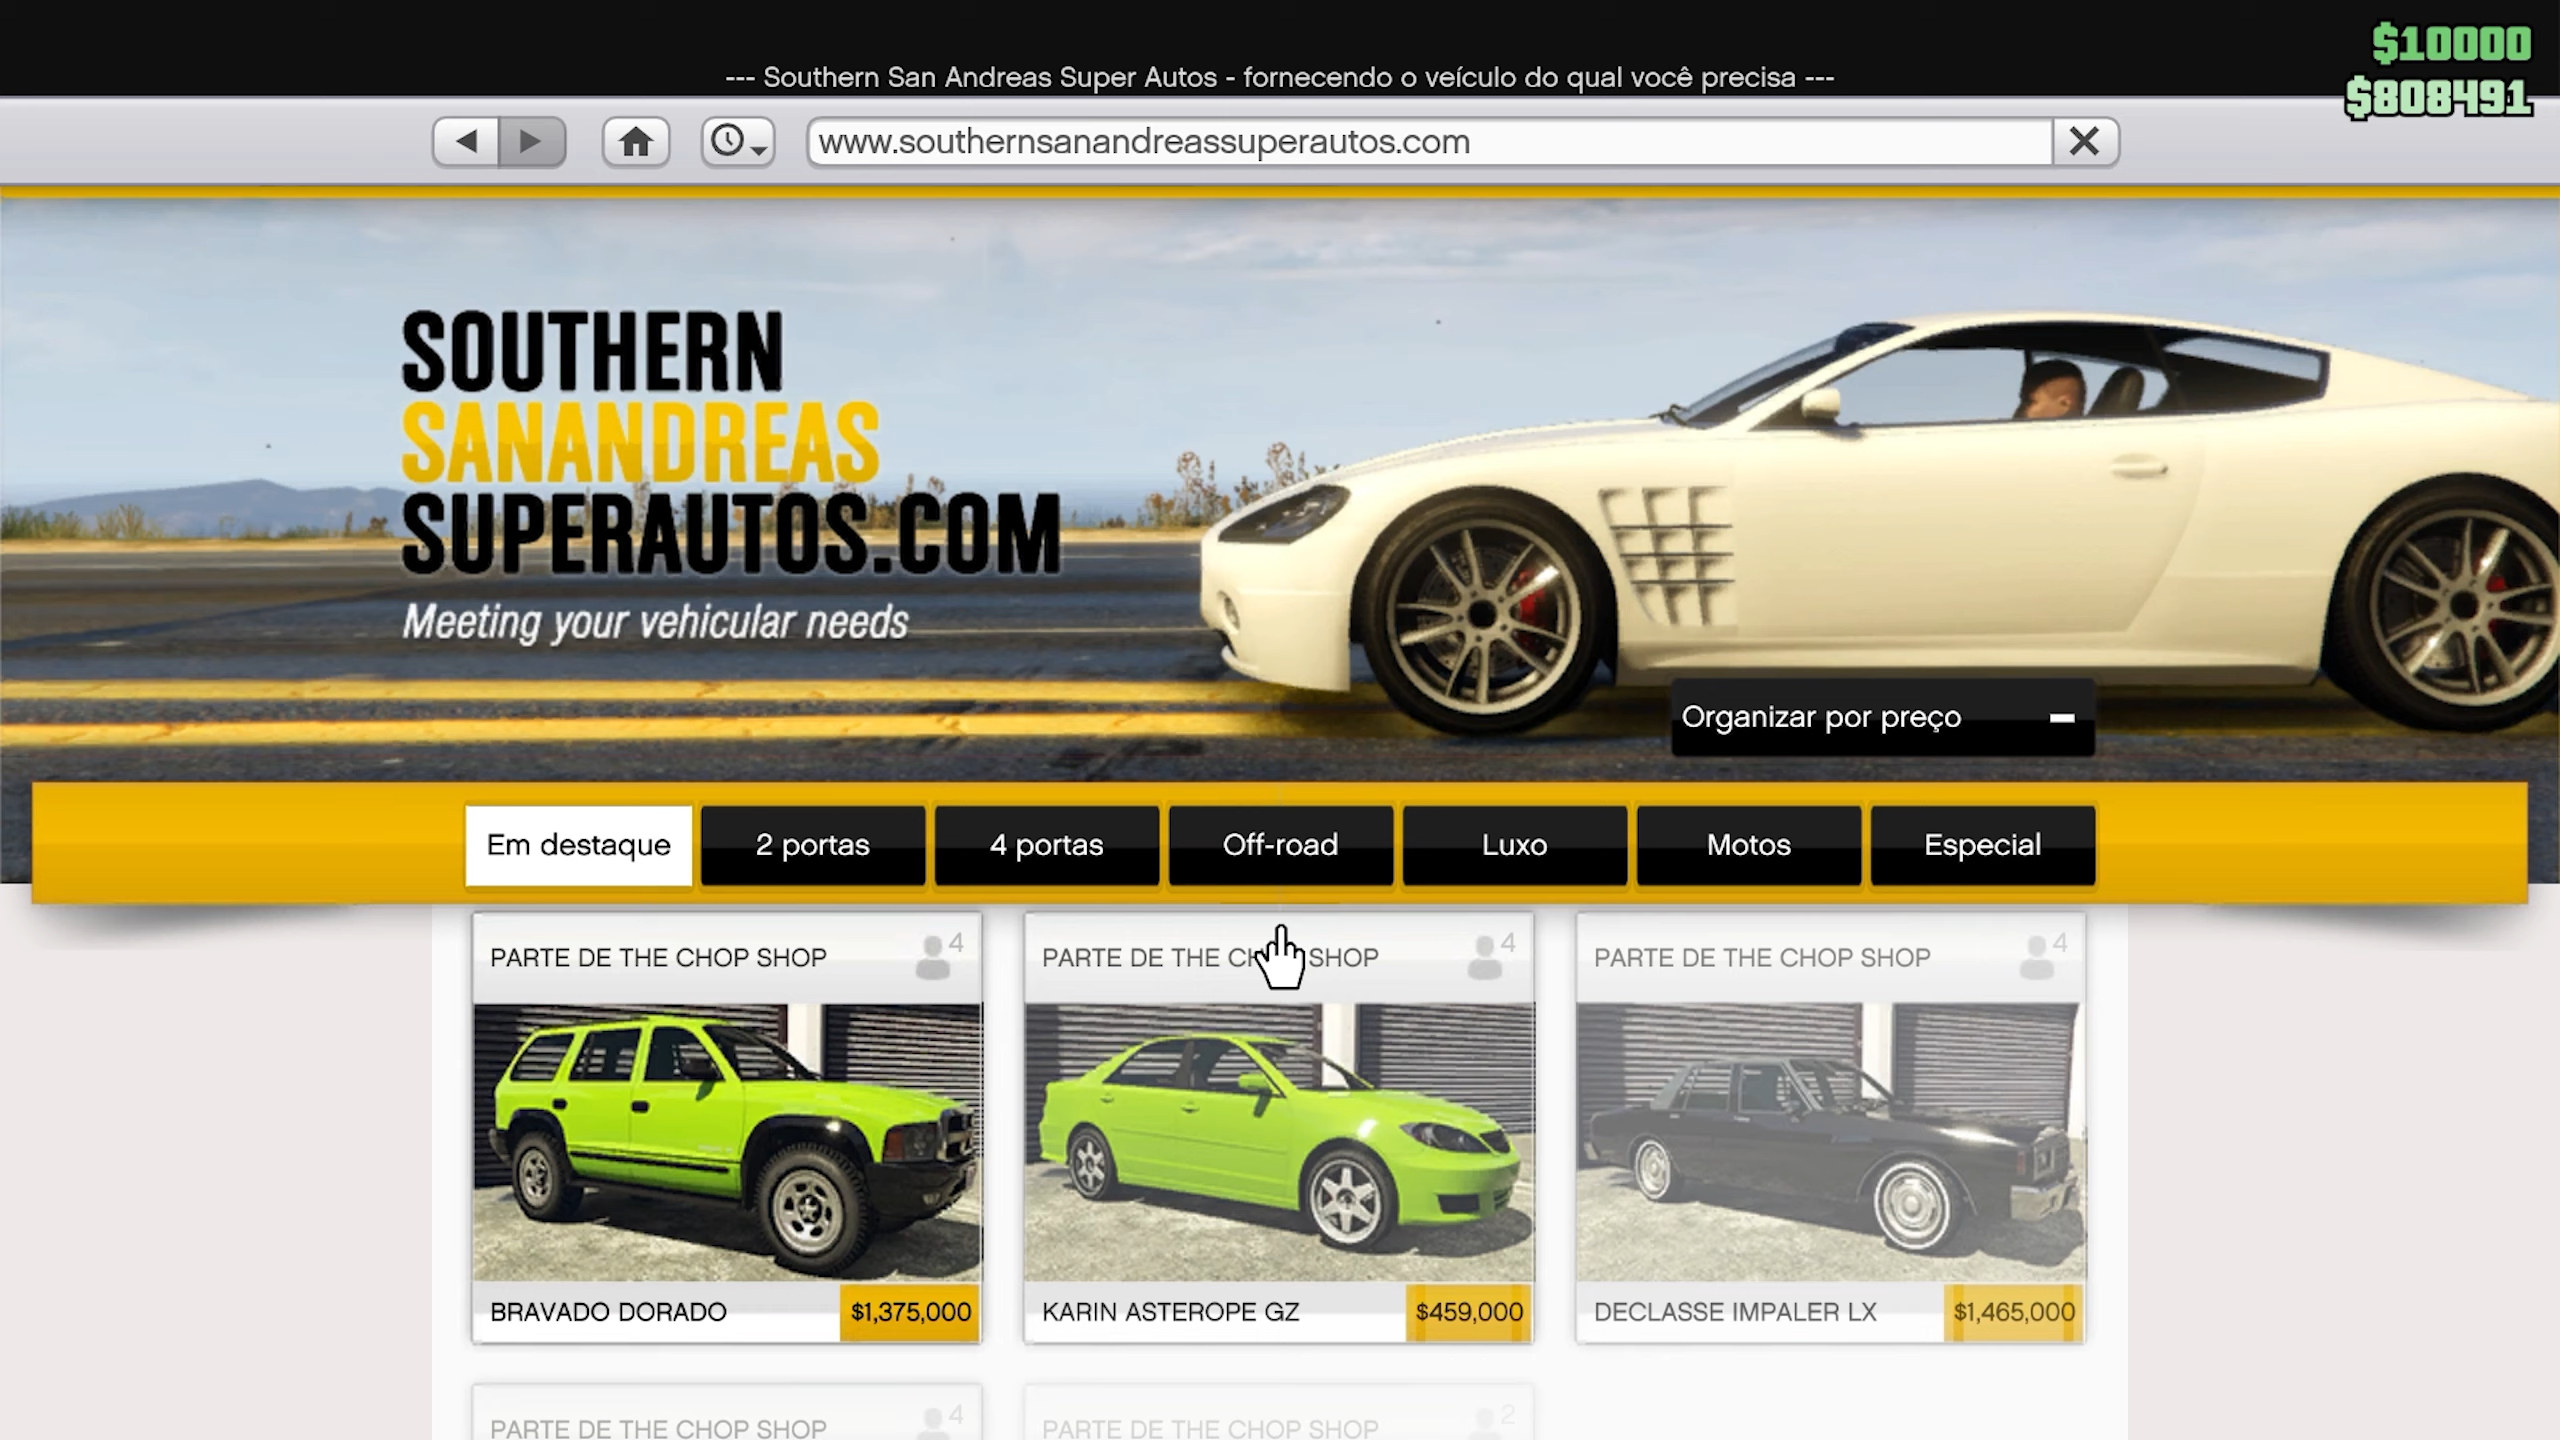 $10000
$808491
--- Southern San Andreas Super Autos - fornecendo o veículo do qual você precisa ---
www.southernsanandreassuperautos.com
SOUTHERN
SANANDREAS
SUPERAUTOS.COM
Meeting your vehicular needs
Organizar por preço
Em destaque
2 portas
4 portas
Off-road
Luxo
Motos
Especial
PARTE DE THE CHOP SHOP
4
PARTE DE THE CHOP SHOP
4
PARTE DE THE CHOP SHOP
4
BRAVADO DORADO
$1,375,000
KARIN ASTEROPE GZ
$459,000
DECLASSE IMPALER LX
$1,465,000
PARTE DE THE CHOP SHOP
4
PARTE DE THE CHOP SHOP
2